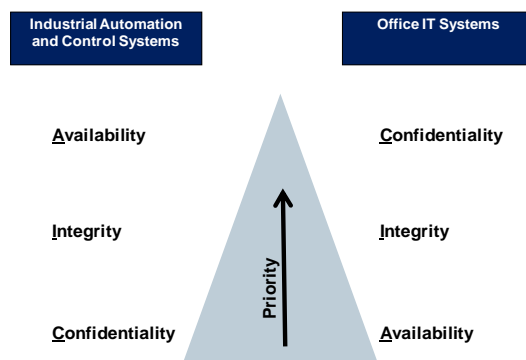 Industrial Automation
and Control Systems
Office IT Systems
Availability
Confidentiality
Integrity
Integrity
Priority
Confidentiality
Availability